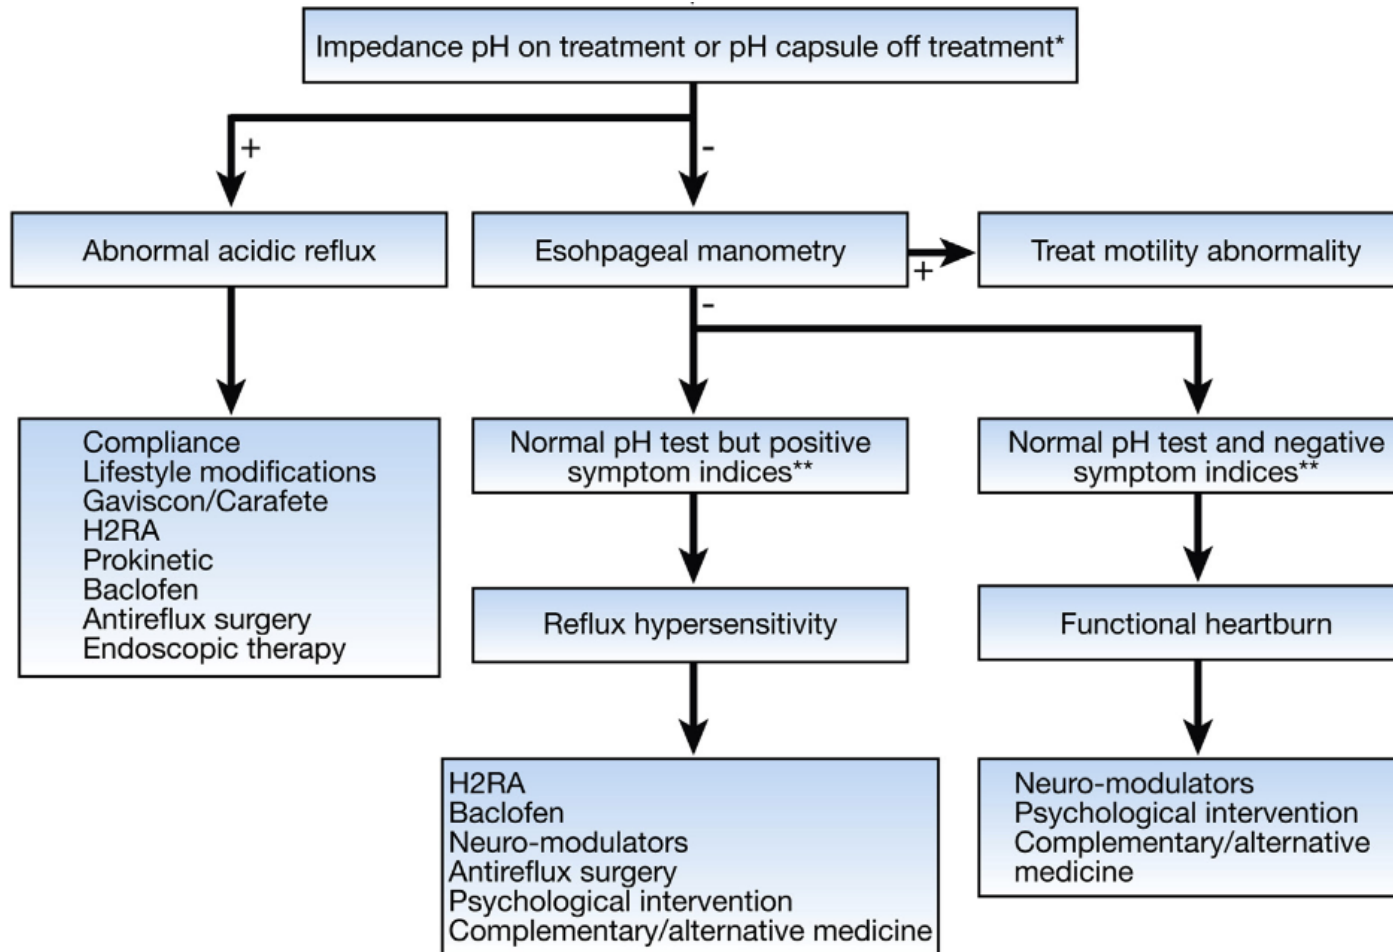 Impedance pH on treatment or pH capsule off treatment*
+
-
Abnormal acidic reflux
Esohpageal manometry
+
Treat motility abnormality
-
Compliance
Lifestyle modifications
Gaviscon/Carafete
H2RA
Prokinetic
Baclofen
Antireflux surgery
Endoscopic therapy
Normal pH test but positive
symptom indices**
Normal pH test and negative
symptom indices**
Reflux hypersensitivity
Functional heartburn
H2RA
Baclofen
Neuro-modulators
Antireflux surgery
Psychological intervention
Complementary/alternative medicine
Neuro-modulators
Psychological intervention
Complementary/alternative
medicine